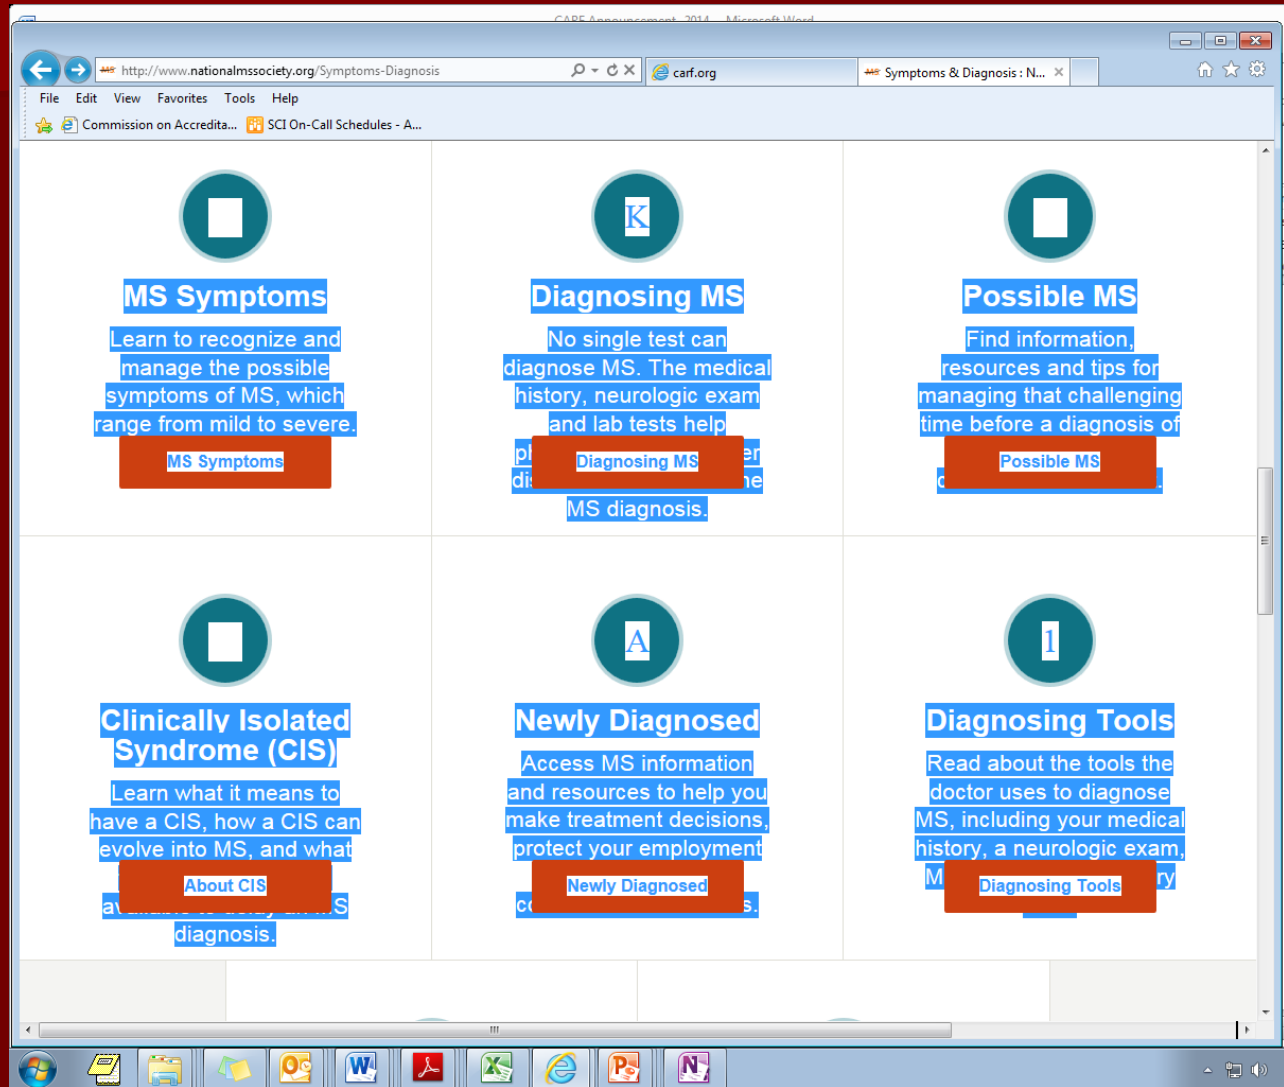 CARF Announcement_2014 - Microsoft Word
http://www.nationalmssociety.org/Symptoms-Diagnosis
carf.org
Symptoms & Diagnosis : N...
File Edit View Favorites Tools Help
Commission on Accredita...
SCI On-Call Schedules - A...
MS Symptoms
Learn to recognize and
manage the possible
symptoms of MS, which
range from mild to severe.
MS Symptoms
K
Diagnosing MS
No single test can
diagnose MS. The medical
history, neurologic exam
and lab tests help
Diagnosing MS
MS diagnosis.
Possible MS
Find information,
resources and tips for
managing that challenging
time before a diagnosis of
Possible MS
Clinically Isolated
Syndrome (CIS)
Learn what it means to
have a CIS, how a CIS can
evolve into MS, and what
About CIS
MS
diagnosis.
A
Newly Diagnosed
Access MS information
and resources to help you
make treatment decisions,
protect your employment
Newly Diagnosed
1
Diagnosing Tools
Read about the tools the
doctor uses to diagnose
MS, including your medical
history, a neurologic exam,
Diagnosing Tools